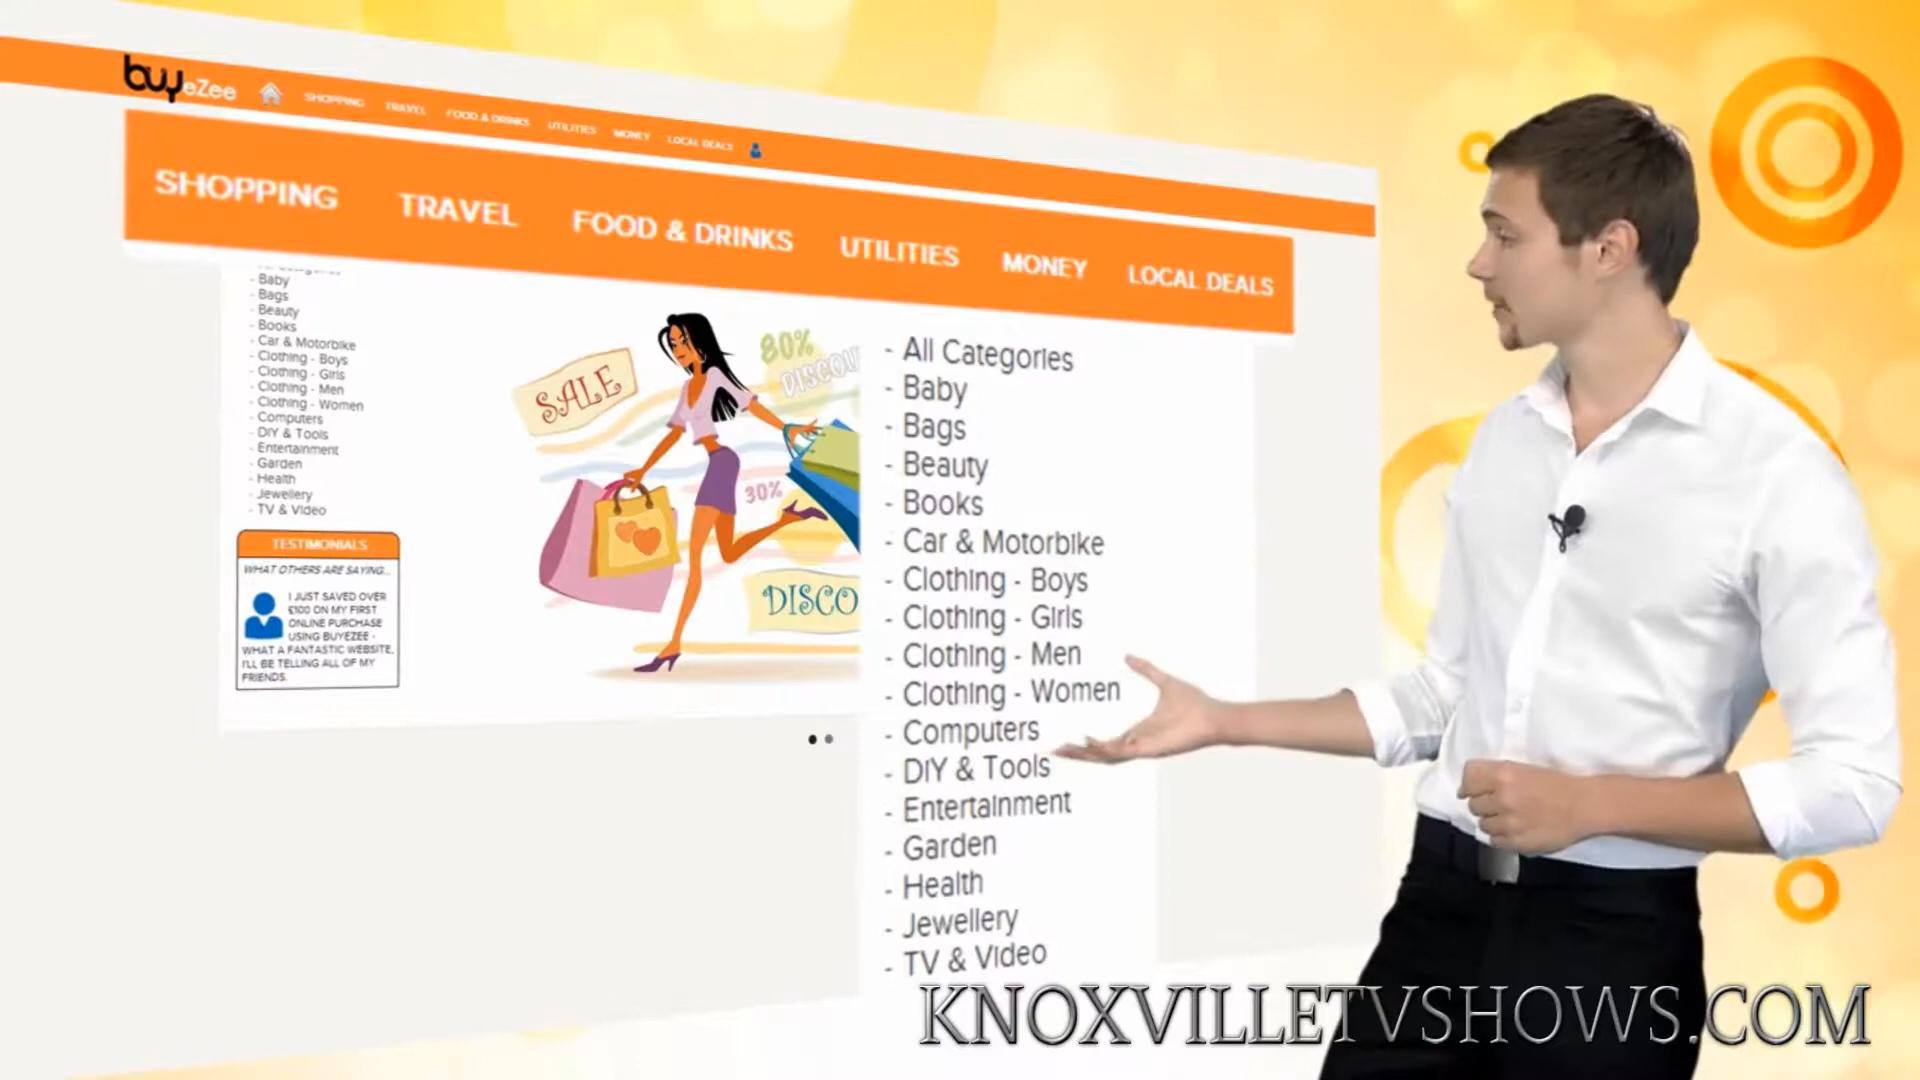 buyeZee SHOPPING TRAVEL FOOD & DRINKS UTILITIES MONEY LOCAL DEALS
SHOPPING TRAVEL FOOD & DRINKS UTILITIES MONEY LOCAL DEALS
- Baby
- Bags
- Beauty
- Books
- Car & Motorbike
- Clothing - Boys
- Clothing - Girls
- Clothing - Men
- Clothing - Women
- Computers
- DIY & Tools
- Entertainment
- Garden
- Health
- Jewellery
- TV & Video
TESTIMONIALS
WHAT OTHERS ARE SAYING...
I JUST SAVED OVER
£100 ON MY FIRST
ONLINE PURCHASE
USING BUYEZEE -
WHAT A FANTASTIC WEBSITE,
I'LL BE TELLING ALL OF MY
FRIENDS.
SALE
80%
DISCOU
30%
DISCO
- All Categories
- Baby
- Bags
- Beauty
- Books
- Car & Motorbike
- Clothing - Boys
- Clothing - Girls
- Clothing - Men
- Clothing - Women
- Computers
- DIY & Tools
- Entertainment
- Garden
- Health
- Jewellery
- TV & Video
KNOXVILLETVSHOWS.COM